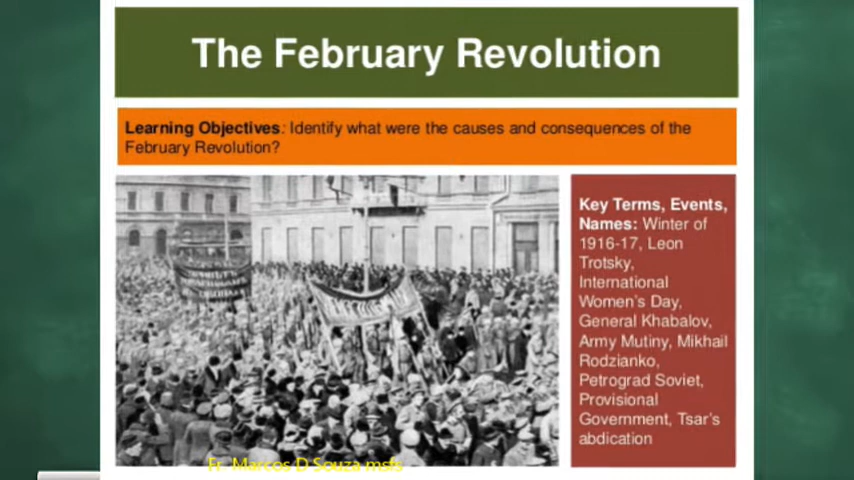 The February Revolution
Learning Objectives: Identify what were the causes and consequences of the
February Revolution?
Key Terms, Events,
Names: Winter of
1916-17, Leon
Trotsky,
International
Women's Day,
General Khabalov,
Army Mutiny, Mikhail
Rodzianko,
Petrograd Soviet,
Provisional
Government, Tsar's
abdication
Fr. Marcos D Souza msfs